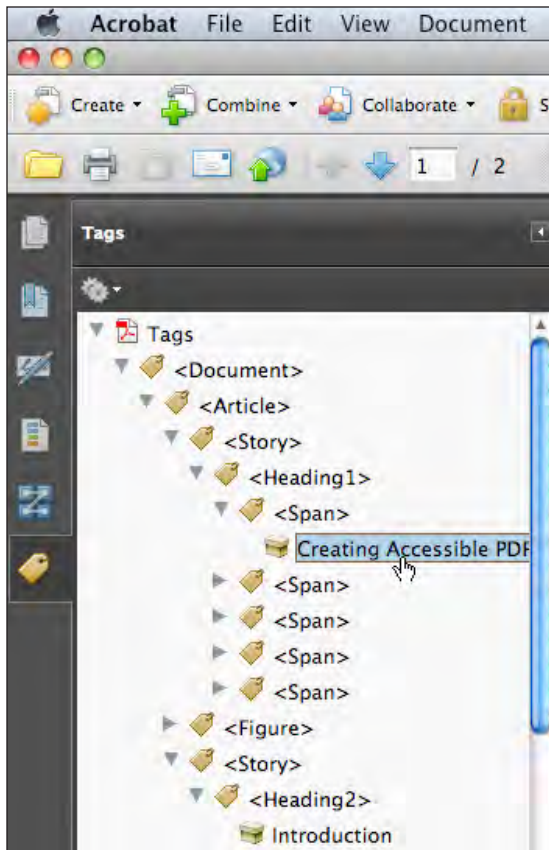 Acrobat File Edit View Document
Create Combine Collaborate S
1 / 2
Tags
Tags
<Document>
<Article>
<Story>
<Heading1>
<Span>
Creating Accessible PDF
<Span>
<Span>
<Span>
<Span>
<Figure>
<Story>
<Heading2>
Introduction